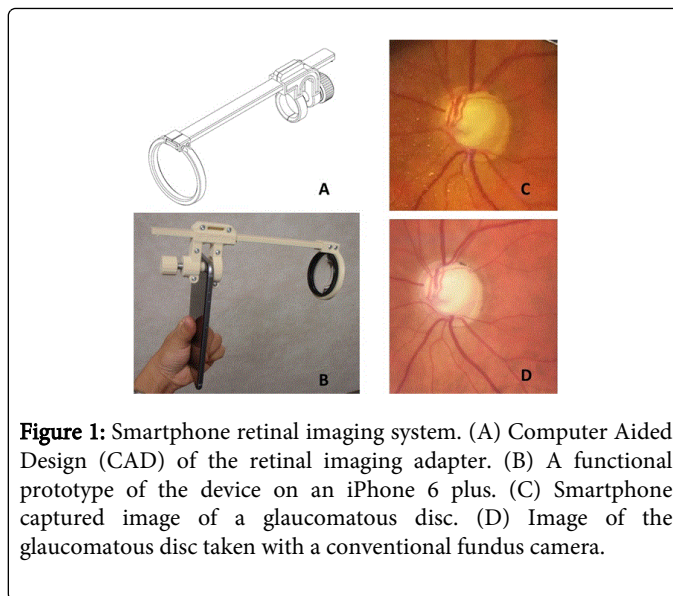 A
C
B
D
Figure 1: Smartphone retinal imaging system. (A) Computer Aided
Design (CAD) of the retinal imaging adapter. (B) A functional
prototype of the device on an iPhone 6 plus. (C) Smartphone
captured image of a glaucomatous disc. (D) Image of the
glaucomatous disc taken with a conventional fundus camera.